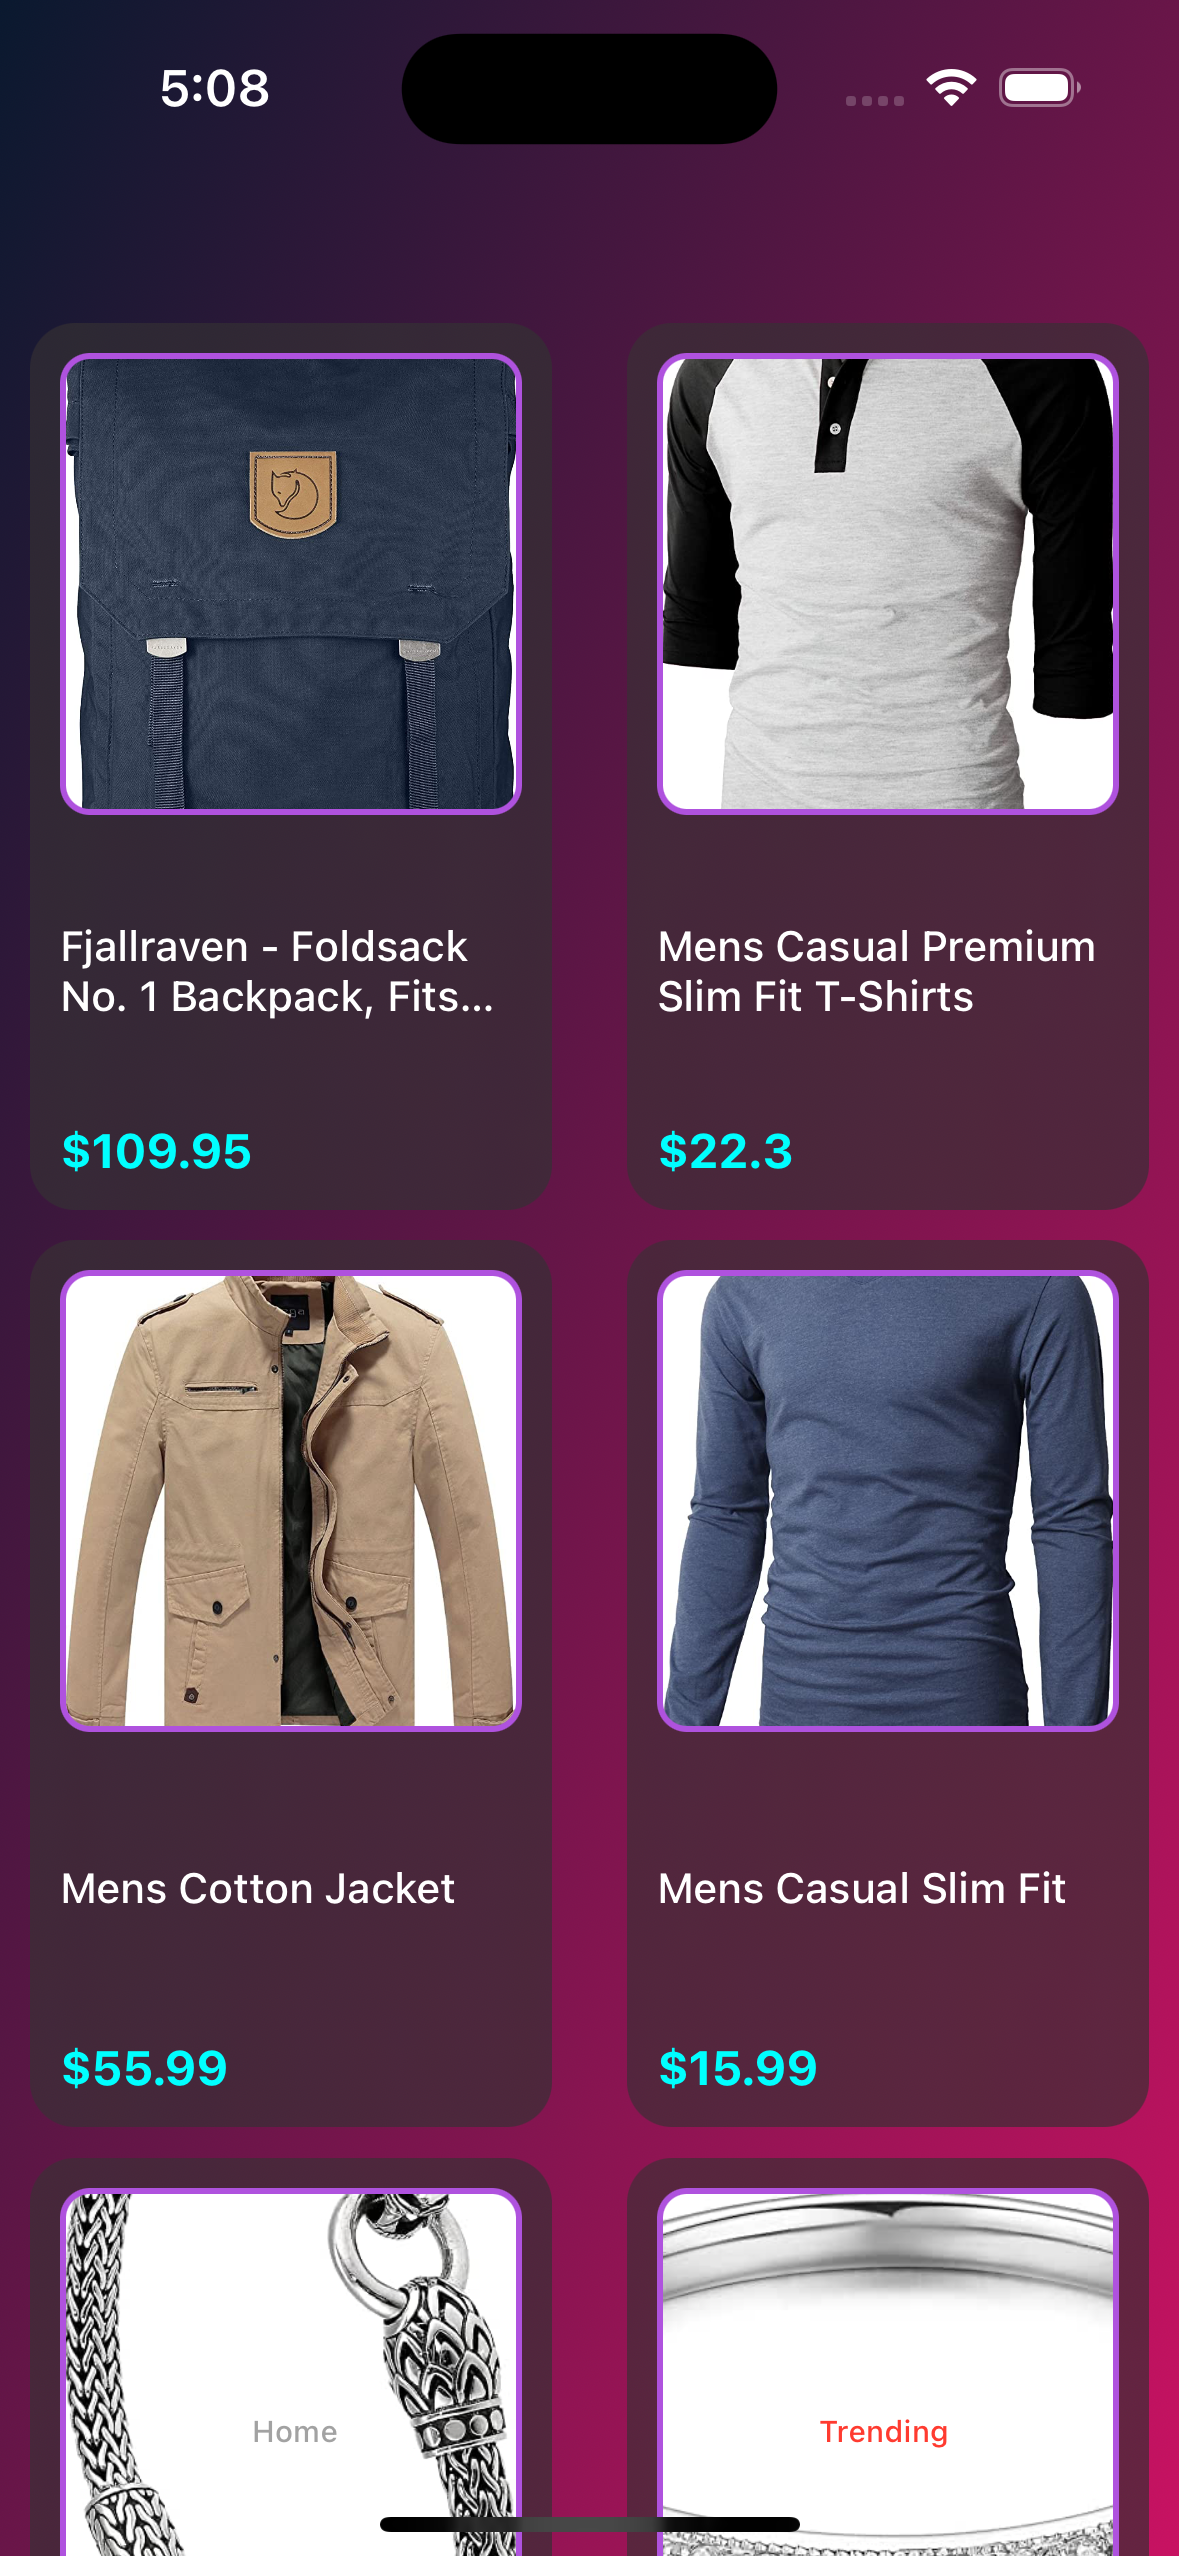 5:08
Fjallraven - Foldsack
No. 1 Backpack, Fits...
$109.95
Mens Casual Premium
Slim Fit T-Shirts
$22.3
Mens Cotton Jacket
$55.99
Mens Casual Slim Fit
$15.99
Home
Trending